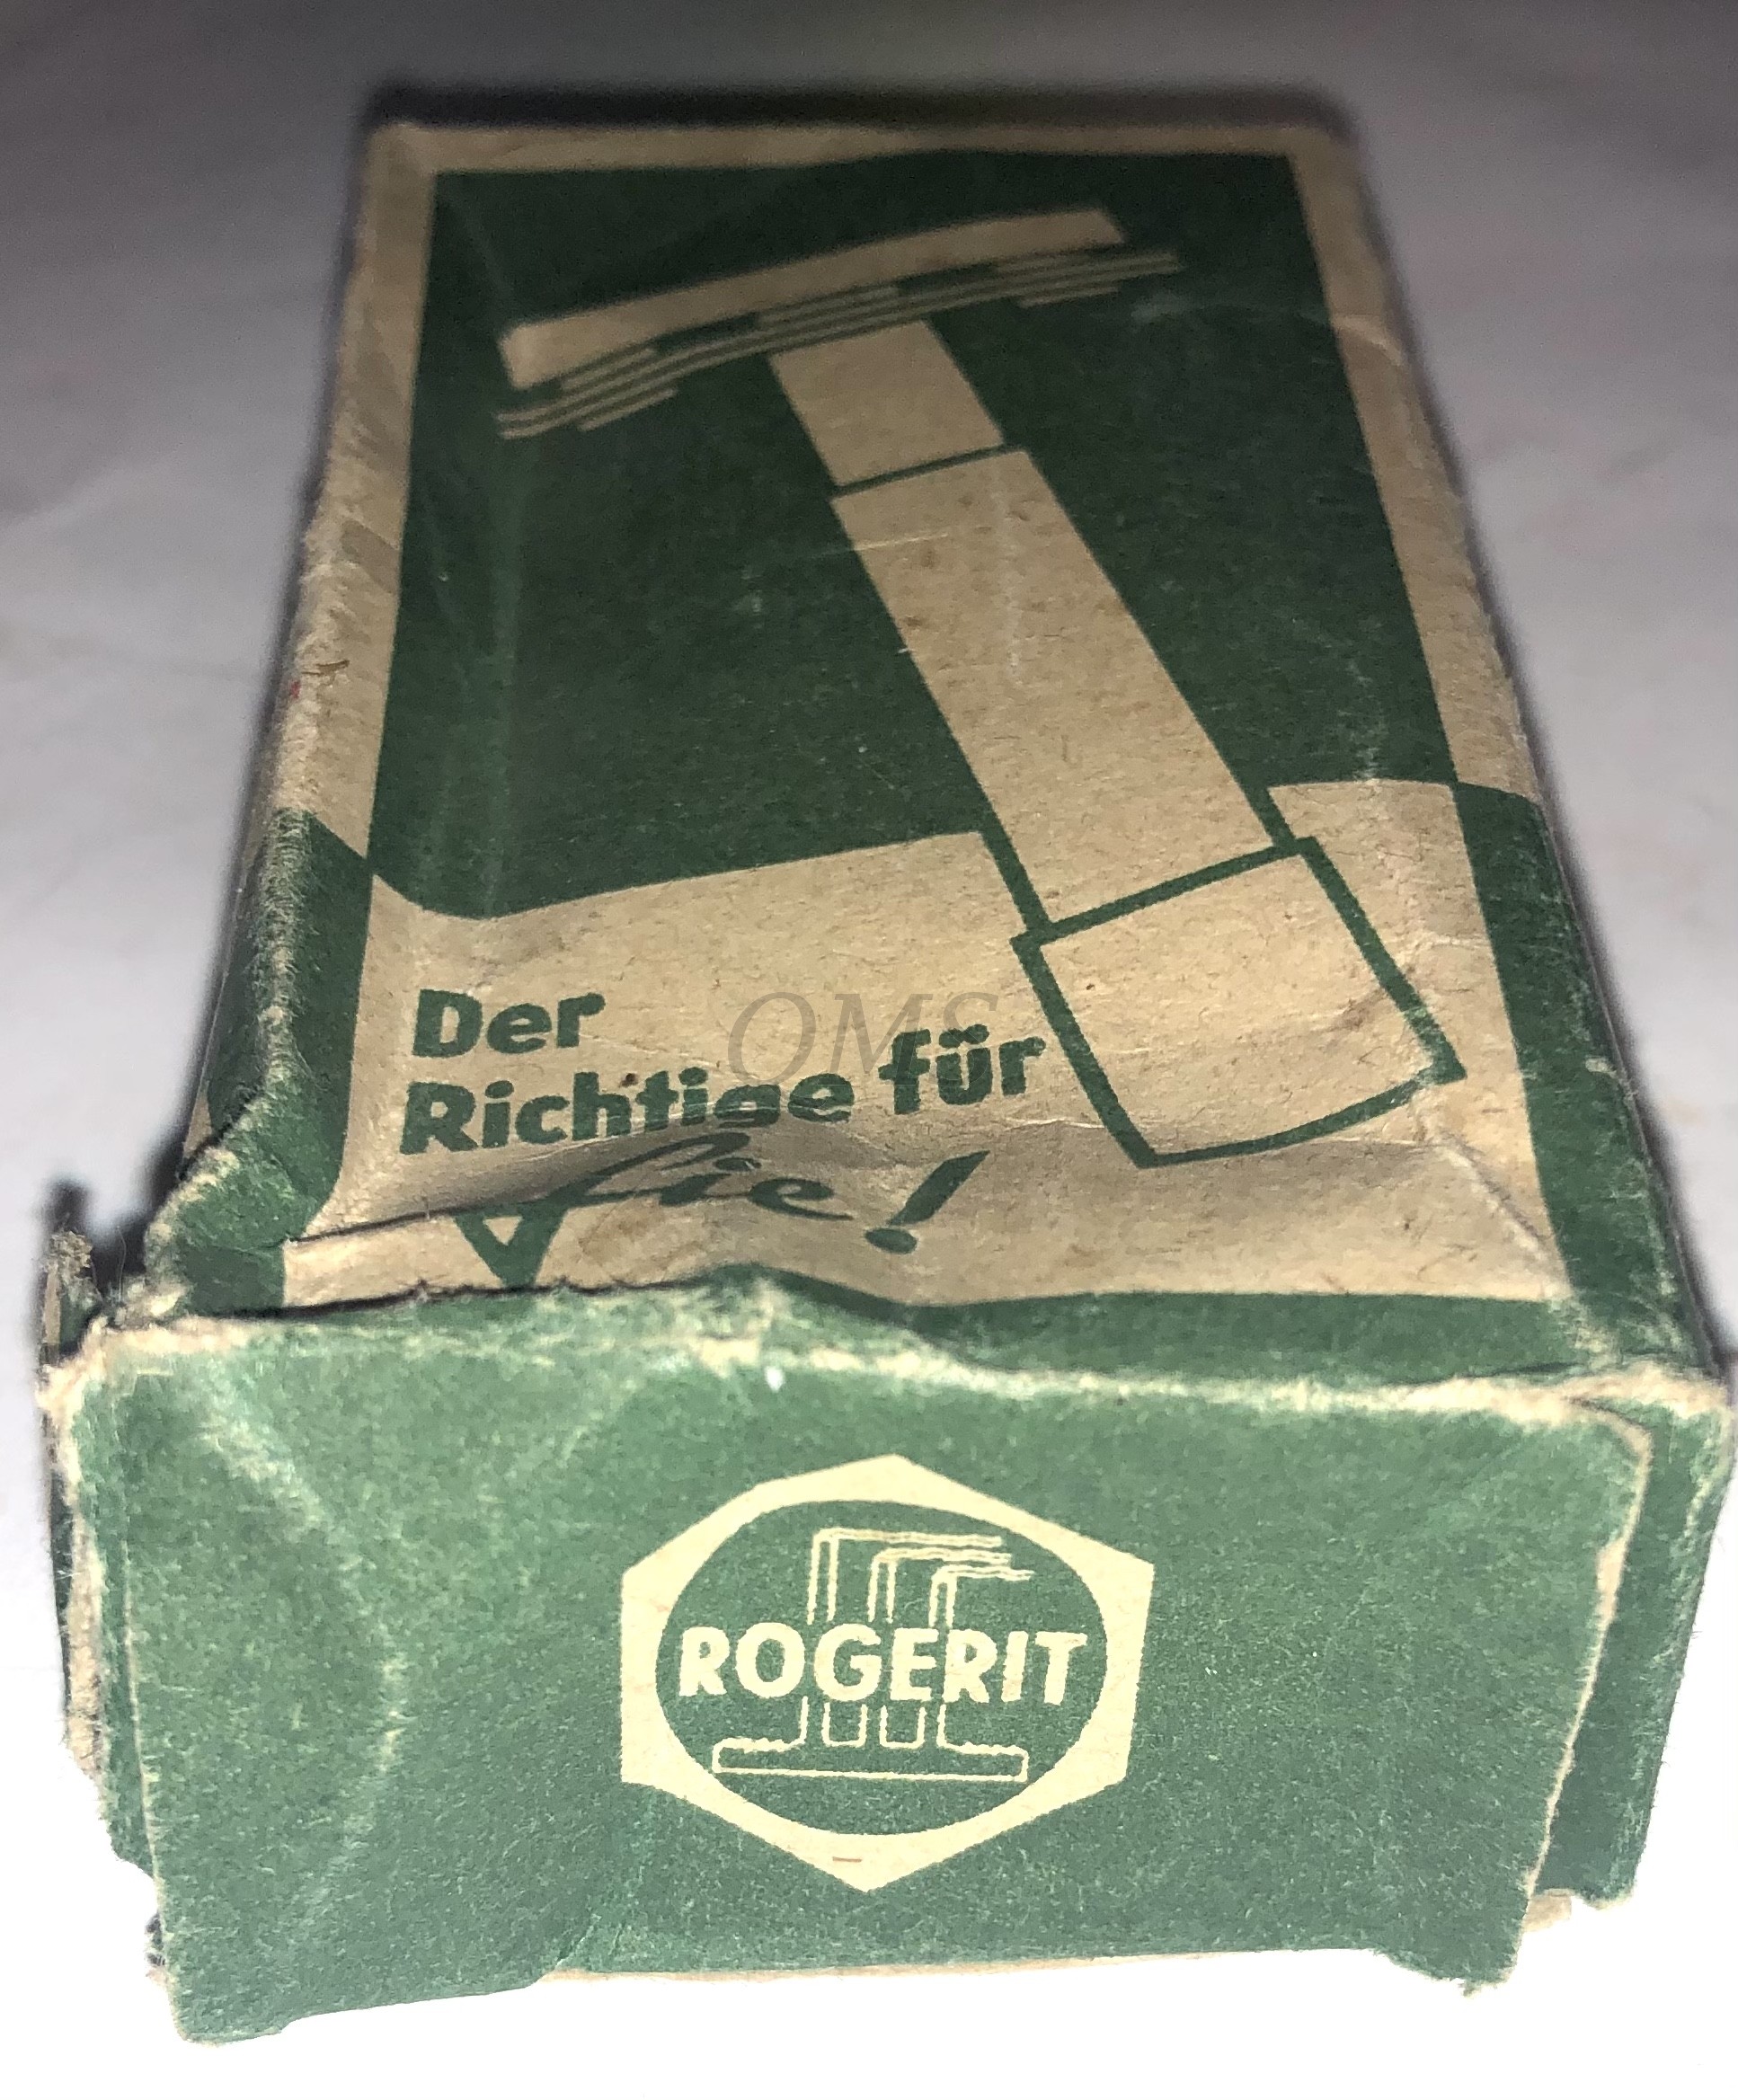 Der
Richtige für
Sie!
OMS
ROGERIT